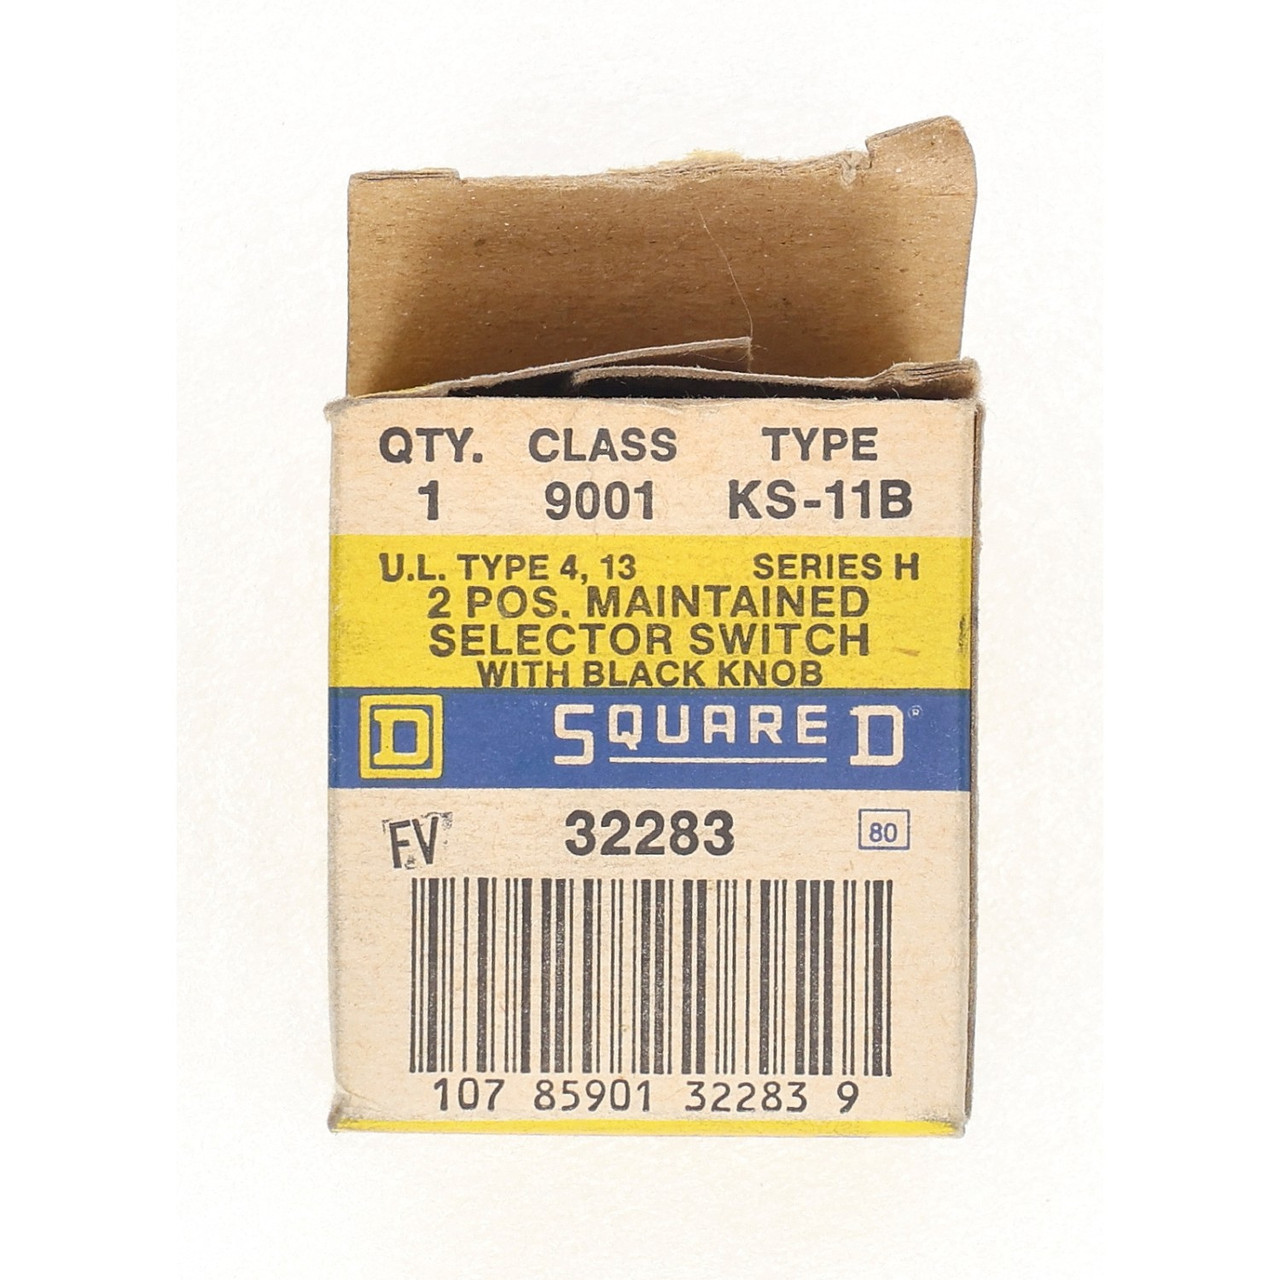 QTY. CLASS TYPE
1 9001 KS-11B
U.L. TYPE 4, 13 SERIES H
2 POS. MAINTAINED
SELECTOR SWITCH
WITH BLACK KNOB
D SQUARE D®
FV 32283 80
107 85901 32283 9